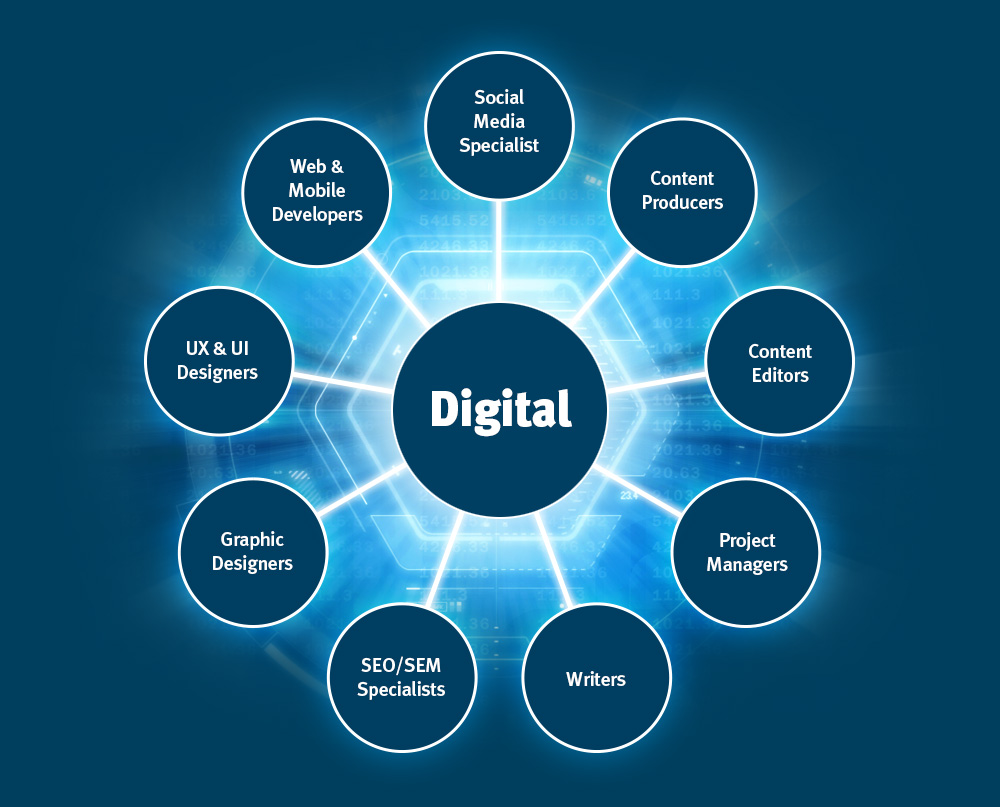 Social
Media
Specialist
Web &
Mobile
Developers
Content
Producers
UX & UI
Designers
Content
Editors
Digital
Graphic
Designers
Project
Managers
SEO/SEM
Specialists
Writers